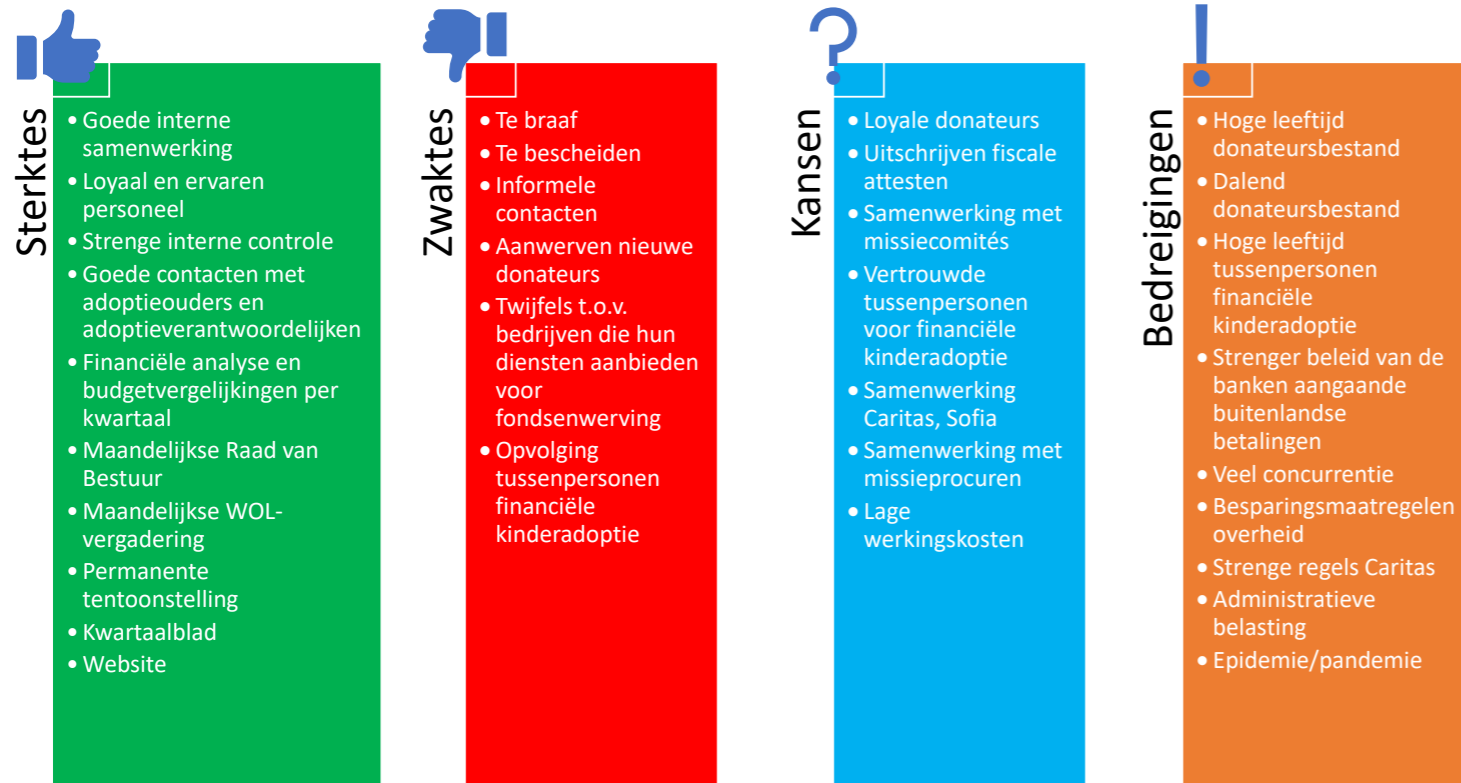 Sterktes
• Goede interne
samenwerking
• Loyaal en ervaren
personeel
• Strenge interne controle
• Goede contacten met
adoptieouders en
adoptieverantwoordelijken
• Financiële analyse en
budgetvergelijkingen per
kwartaal
• Maandelijkse Raad van
Bestuur
• Maandelijkse WOL-
vergadering
• Permanente
tentoonstelling
• Kwartaalblad
• Website
Zwaktes
• Te braaf
• Te bescheiden
• Informele
contacten
• Aanwerven nieuwe
donateurs
• Twijfels t.o.v.
bedrijven die hun
diensten aanbieden
voor
fondsenwerving
• Opvolging
tussenpersonen
financiële
kinderadoptie
Kansen
• Loyale donateurs
• Uitschrijven fiscale
attesten
• Samenwerking met
missiecomités
• Vertrouwde
tussenpersonen
voor financiële
kinderadoptie
• Samenwerking
Caritas, Sofia
• Samenwerking met
missieprocuren
• Lage
werkingskosten
Bedreigingen
• Hoge leeftijd
donateursbestand
• Dalend
donateursbestand
• Hoge leeftijd
tussenpersonen
financiële
kinderadoptie
• Strenger beleid van de
banken aangaande
buitenlandse
betalingen
• Veel concurrentie
• Besparingsmaatregelen
overheid
• Strenge regels Caritas
• Administratieve
belasting
• Epidemie/pandemie